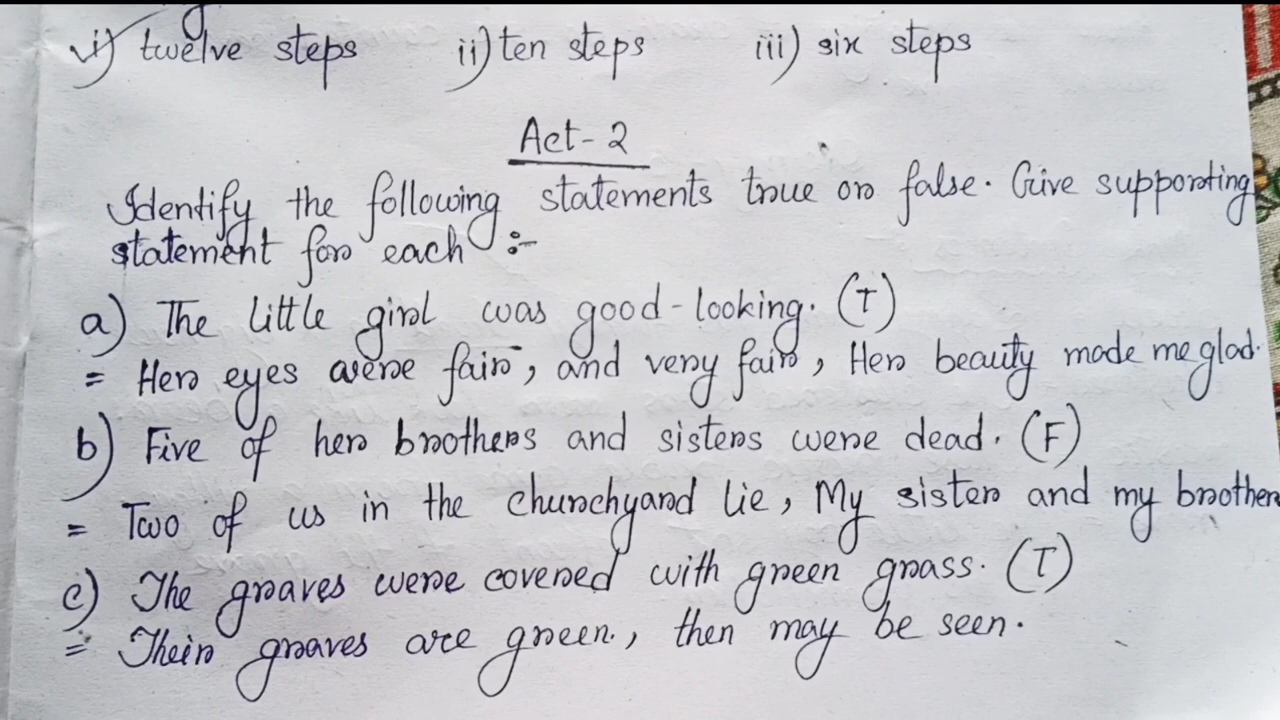 i) twelve steps ii) ten steps iii) six steps
Act-2
Identify the following statements true or false. Give supporting
statement for each :-
a) The little girl was good-looking. (T)
= Her eyes were fair, and very fair, Her beauty made me glad.
b) Five of her brothers and sisters were dead. (F)
= Two of us in the churchyard lie, My sister and my brother
c) The graves were covered with green grass. (T)
= Their graves are green., then may be seen.